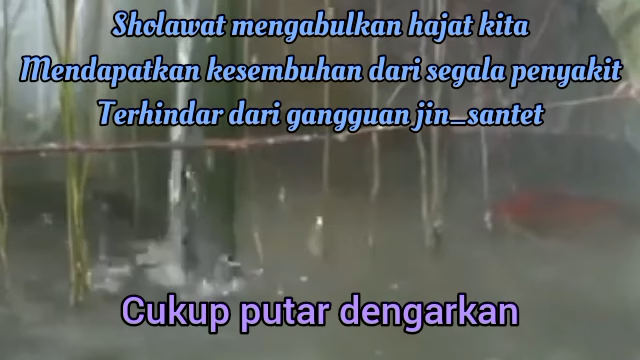 Sholawat mengabulkan hajat kita
Mendapatkan kesembuhan dari segala penyakit
Terhindar dari gangguan jin_santet
Cukup putar dengarkan